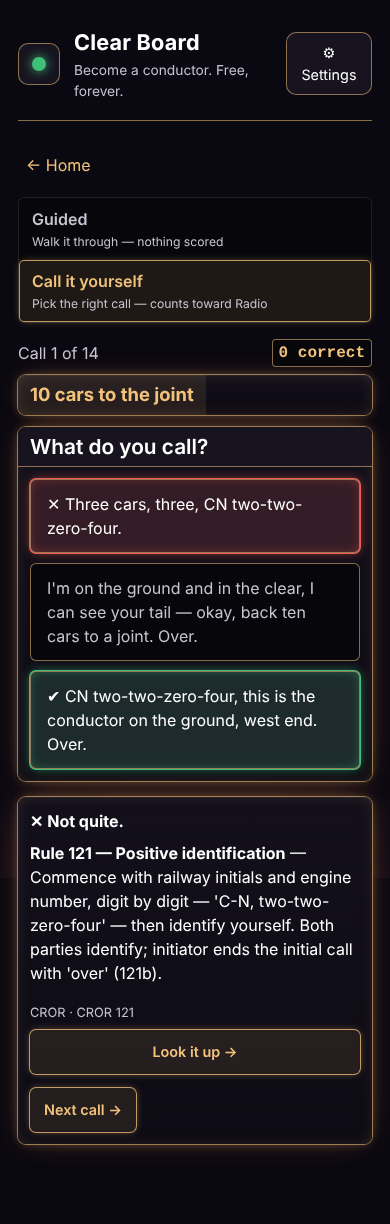 Clear Board
Become a conductor. Free,
forever.
⚙
Settings
← Home
Guided
Walk it through — nothing scored
Call it yourself
Pick the right call — counts toward Radio
Call 1 of 14
0 correct
10 cars to the joint
What do you call?
✕ Three cars, three, CN two-two-
zero-four.
I'm on the ground and in the clear, I
can see your tail — okay, back ten
cars to a joint. Over.
✔ CN two-two-zero-four, this is the
conductor on the ground, west end.
Over.
✕ Not quite.
Rule 121 — Positive identification —
Commence with railway initials and engine
number, digit by digit — 'C-N, two-two-
zero-four' — then identify yourself. Both
parties identify; initiator ends the initial call
with 'over' (121b).
CROR · CROR 121
Look it up →
Next call →